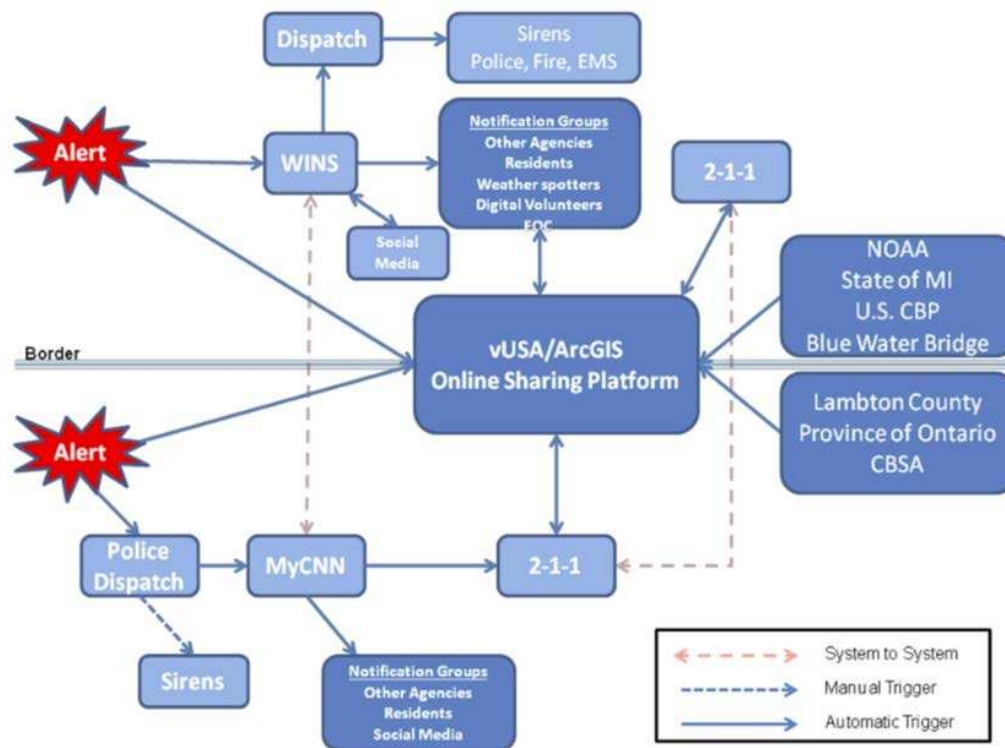 Dispatch
Sirens
Police, Fire, EMS
Alert
WINS
Notification Groups
Other Agencies
Residents
Weather spotters
Digital Volunteers
EOC
2-1-1
Social
Media
NOAA
State of MI
U.S. CBP
Blue Water Bridge
vUSA/ArcGIS
Online Sharing Platform
Border
Lambton County
Province of Ontario
CBSA
Alert
Police
Dispatch
MyCNN
2-1-1
Sirens
Notification Groups
Other Agencies
Residents
Social Media
System to System
Manual Trigger
Automatic Trigger